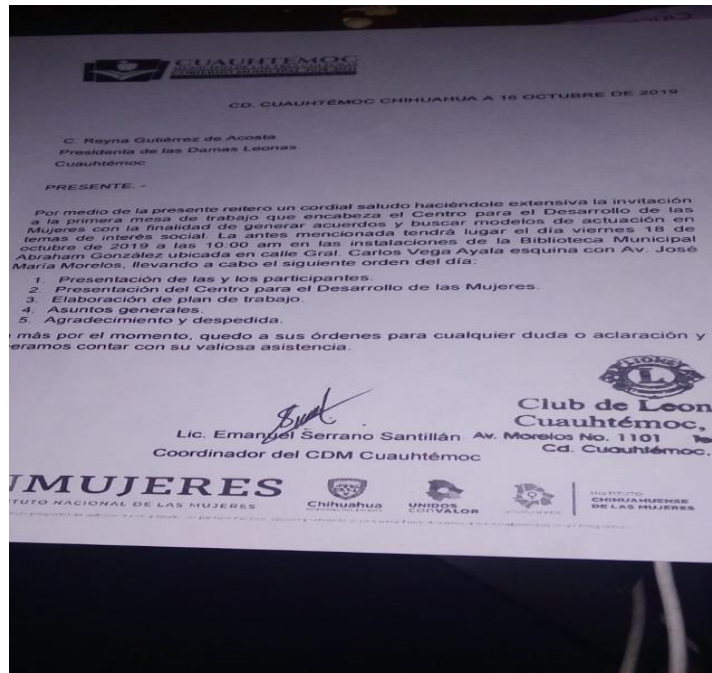 CUAUHTÉMOC
CD. CUAUHTÉMOC CHIHUAHUA A 16 OCTUBRE DE 2019
C. Reyna Gutiérrez de Acosta
Presidenta de las Damas Leonas
Cuauhtémoc
PRESENTE. -
Por medio de la presente reitero un cordial saludo haciéndole extensiva la invitación
a la primera mesa de trabajo que encabeza el Centro para el Desarrollo de las
Mujeres con la finalidad de generar acuerdos y buscar modelos de actuación en
temas de interés social. La antes mencionada tendrá lugar el día viernes 18 de
octubre de 2019 a las 10:00 am en las instalaciones de la Biblioteca Municipal
Abraham González ubicada en calle Gral. Carlos Vega Ayala esquina con Av. José
María Morelos, llevando a cabo el siguiente orden del día:
1. Presentación de las y los participantes.
2. Presentación del Centro para el Desarrollo de las Mujeres.
3. Elaboración de plan de trabajo.
4. Asuntos generales.
5. Agradecimiento y despedida.
más por el momento, quedo a sus órdenes para cualquier duda o aclaración y
eramos contar con su valiosa asistencia.
LIONS
L
Club de Leon
Cuauhtémoc,
Av. Morelos No. 1101 Te
Cd. Cuauhtémoc,
Lic. Emanuel Serrano Santillán
Coordinador del CDM Cuauhtémoc
NMUJERES
TUTO NACIONAL DE LAS MUJERES
Chihuahua
UNIDOS
CON VALOR
INSTITUTO
CHIHUAHUENSE
DE LAS MUJERES